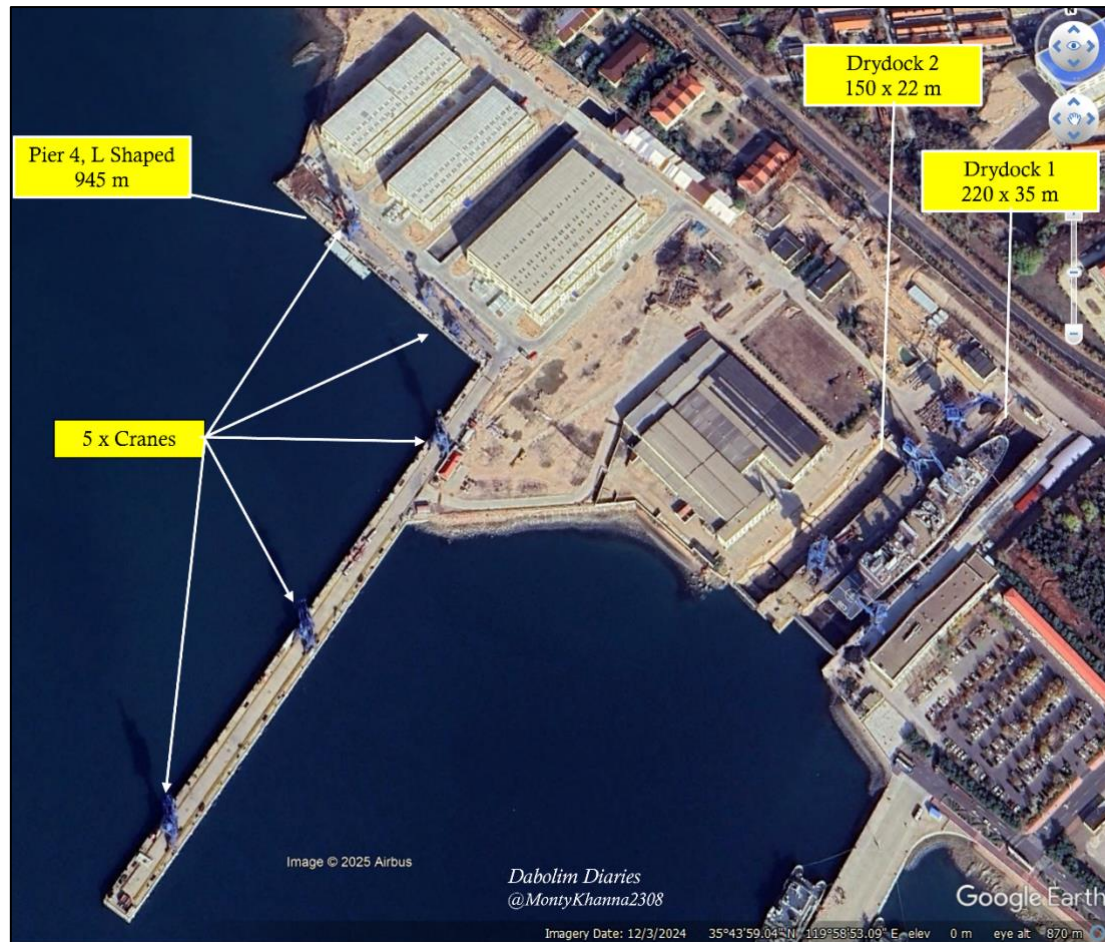 Drydock 2
150 x 22 m
Pier 4, L Shaped
945 m
Drydock 1
220 x 35 m
5 x Cranes
Image © 2025 Airbus
Dabolim Diaries
@MontyKhanna2308
Google Earth
Imagery Date: 12/3/2024 35°43'59.04" N 119°58'53.09" E elev 0 m eye alt 870 m